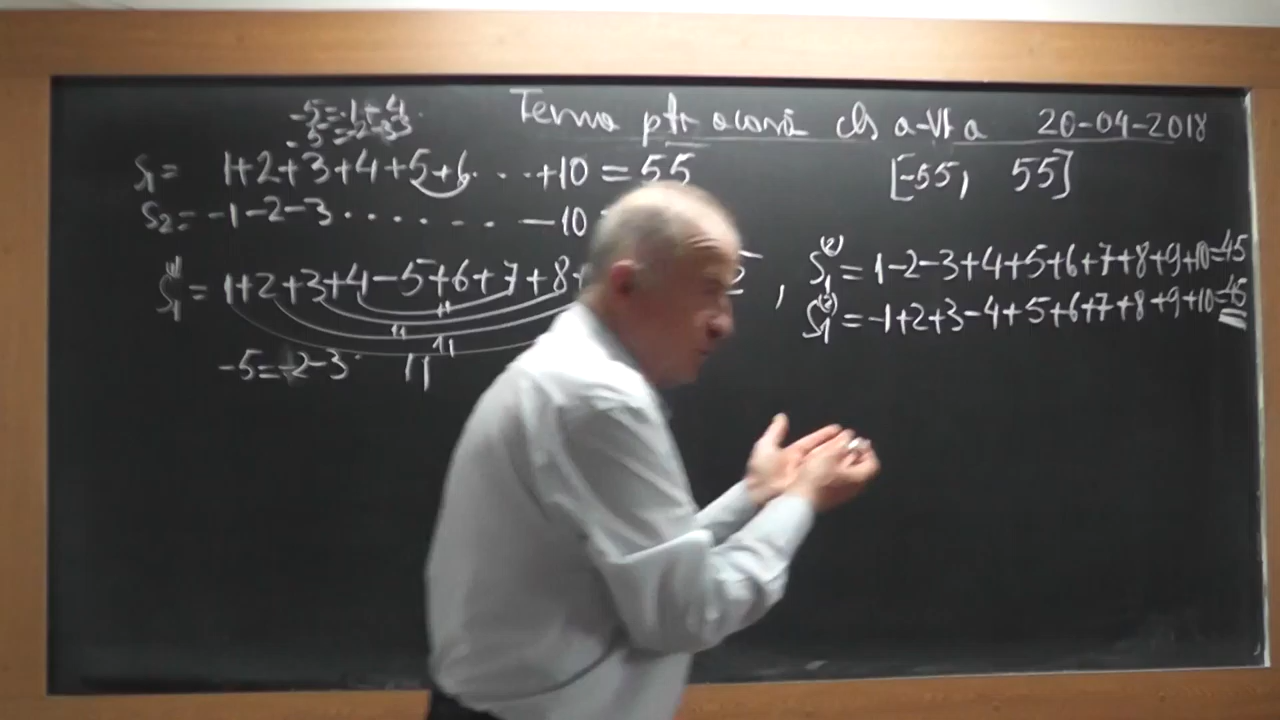 -5=-1+4
-5=-2-3
Tema ptr acasă cls a-VI a 20-04-2018
S₁= 1+2+3+4+5+6...+10=55
[-55, 55]
S₂=-1-2-3........-10
S₁⁽¹⁾=1+2+3+4-5+6+7+8+
, S₁⁽²⁾=1-2-3+4+5+6+7+8+9+10=45
S₁⁽²⁾=-1+2+3-4+5+6+7+8+9+10=45
-5=-2-3